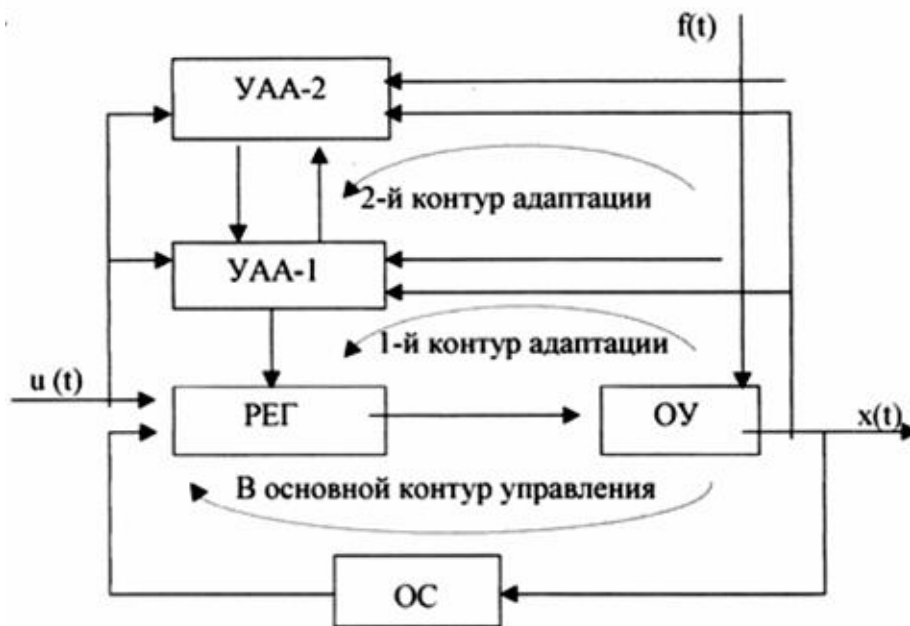 f(t)
УАА-2
2-й контур адаптации
УАА-1
1-й контур адаптации
u (t)
РЕГ
ОУ
x(t)
В основной контур управления
ОС